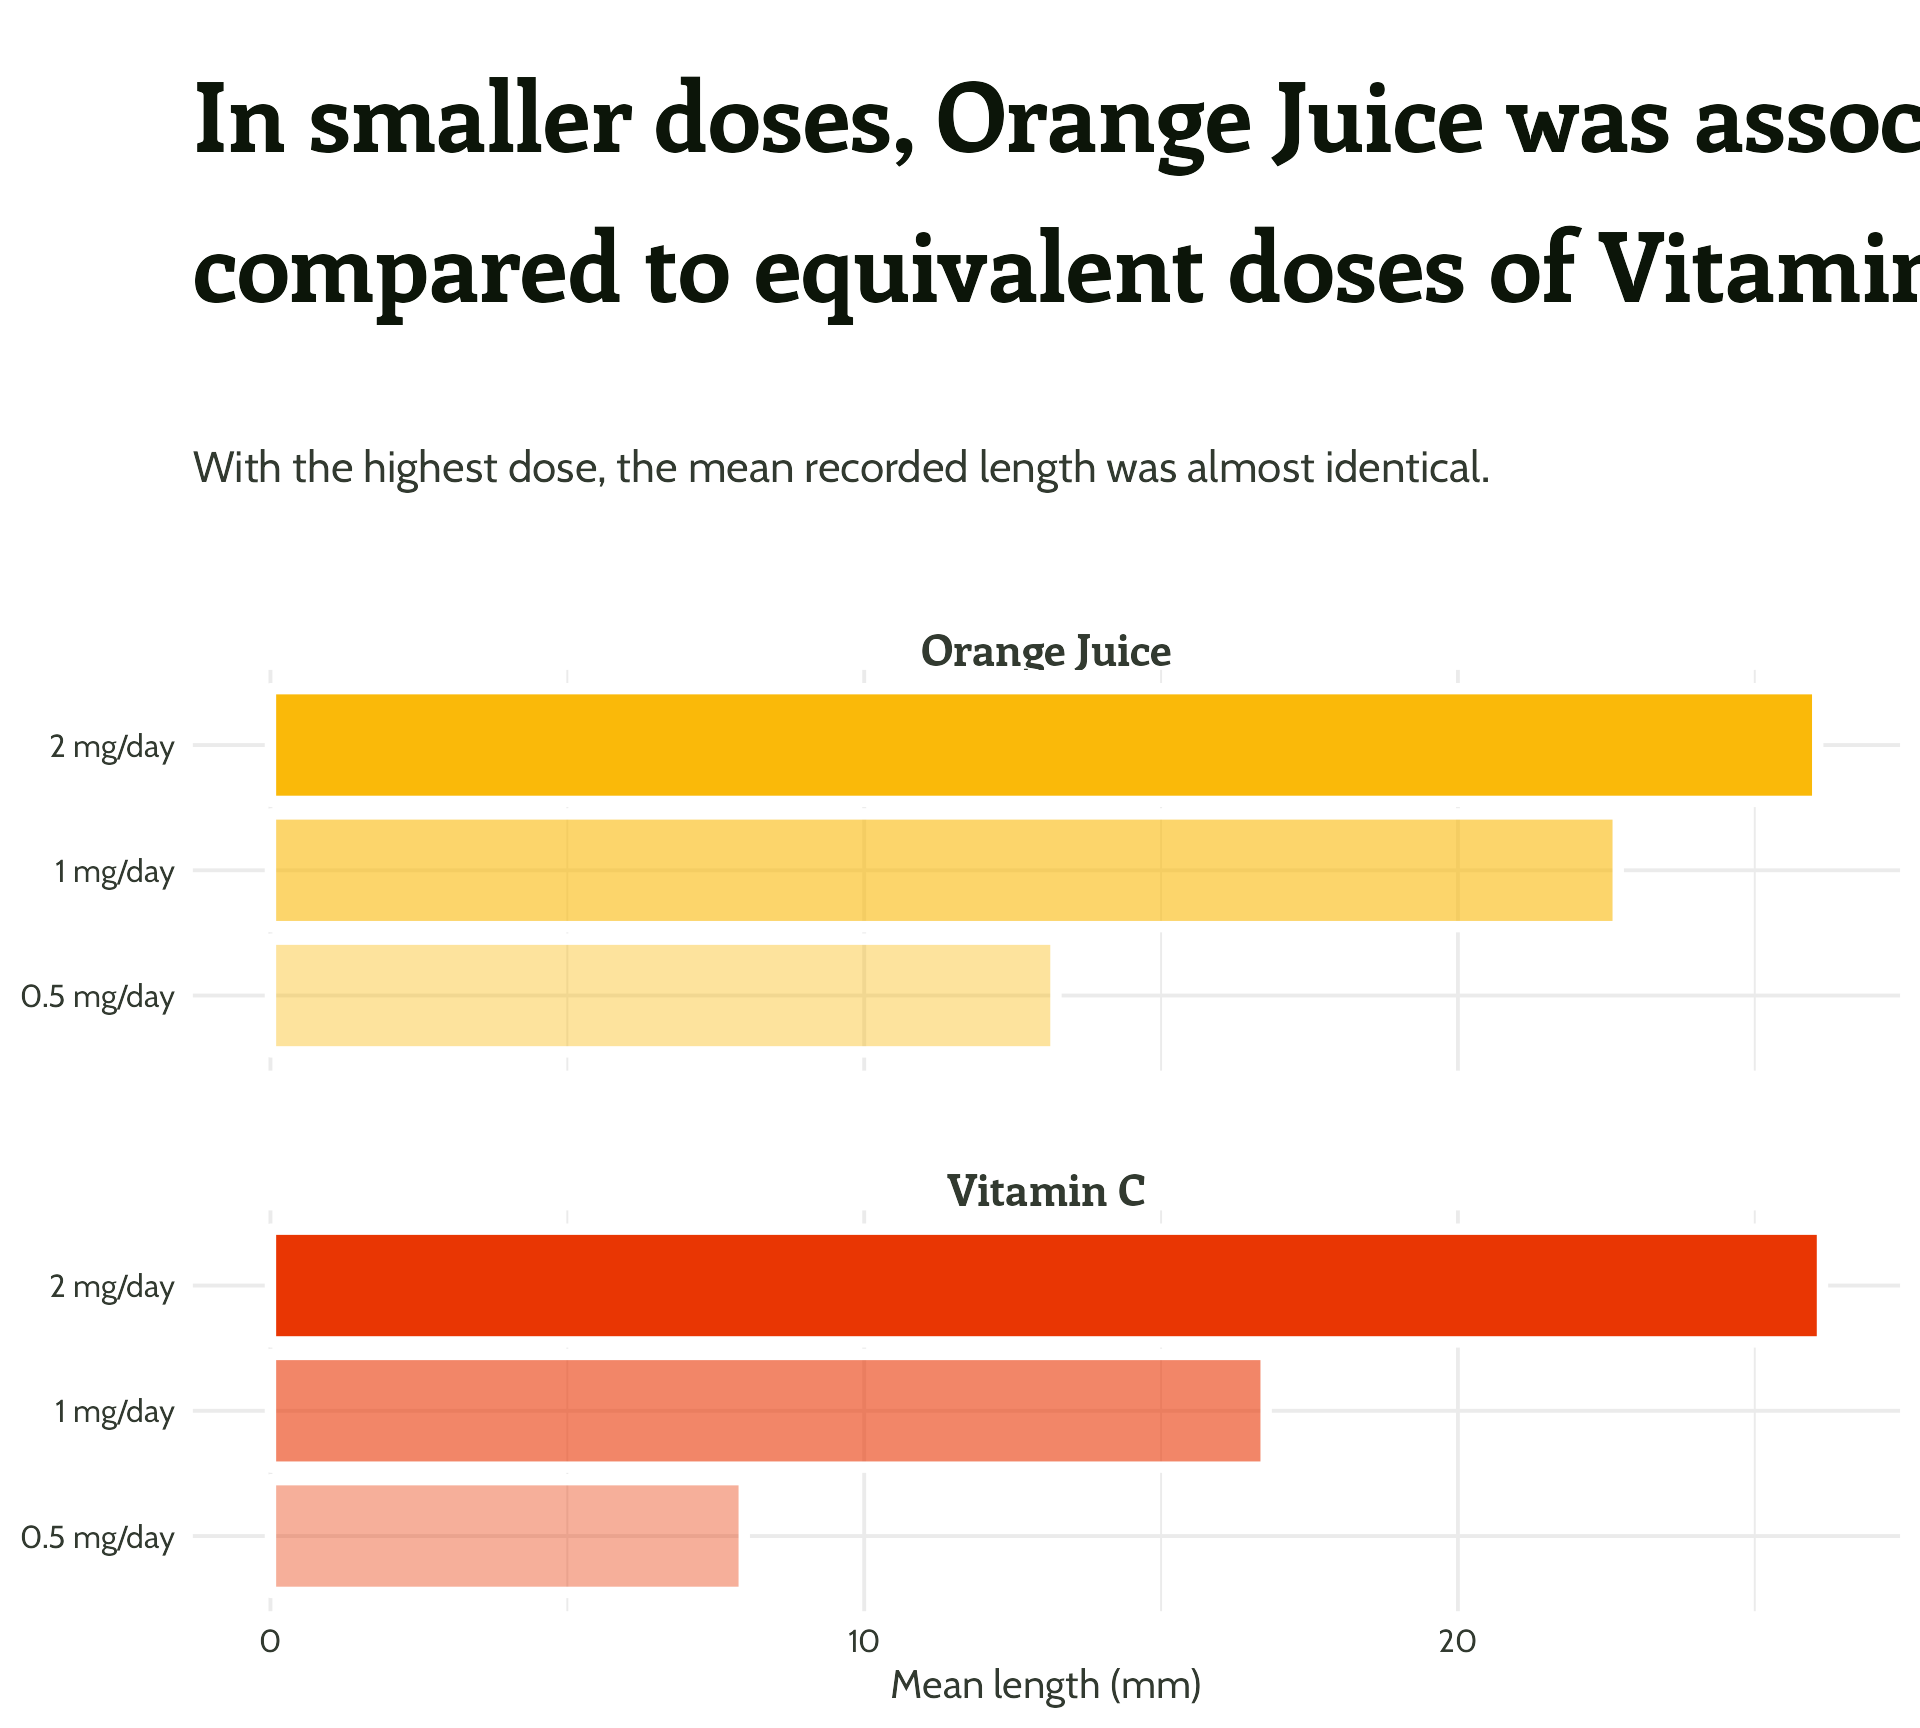 In smaller doses, Orange Juice was assoc
compared to equivalent doses of Vitamin
With the highest dose, the mean recorded length was almost identical.
Orange Juice
2 mg/day
1 mg/day
0.5 mg/day
Vitamin C
2 mg/day
1 mg/day
0.5 mg/day
0 10 20
Mean length (mm)